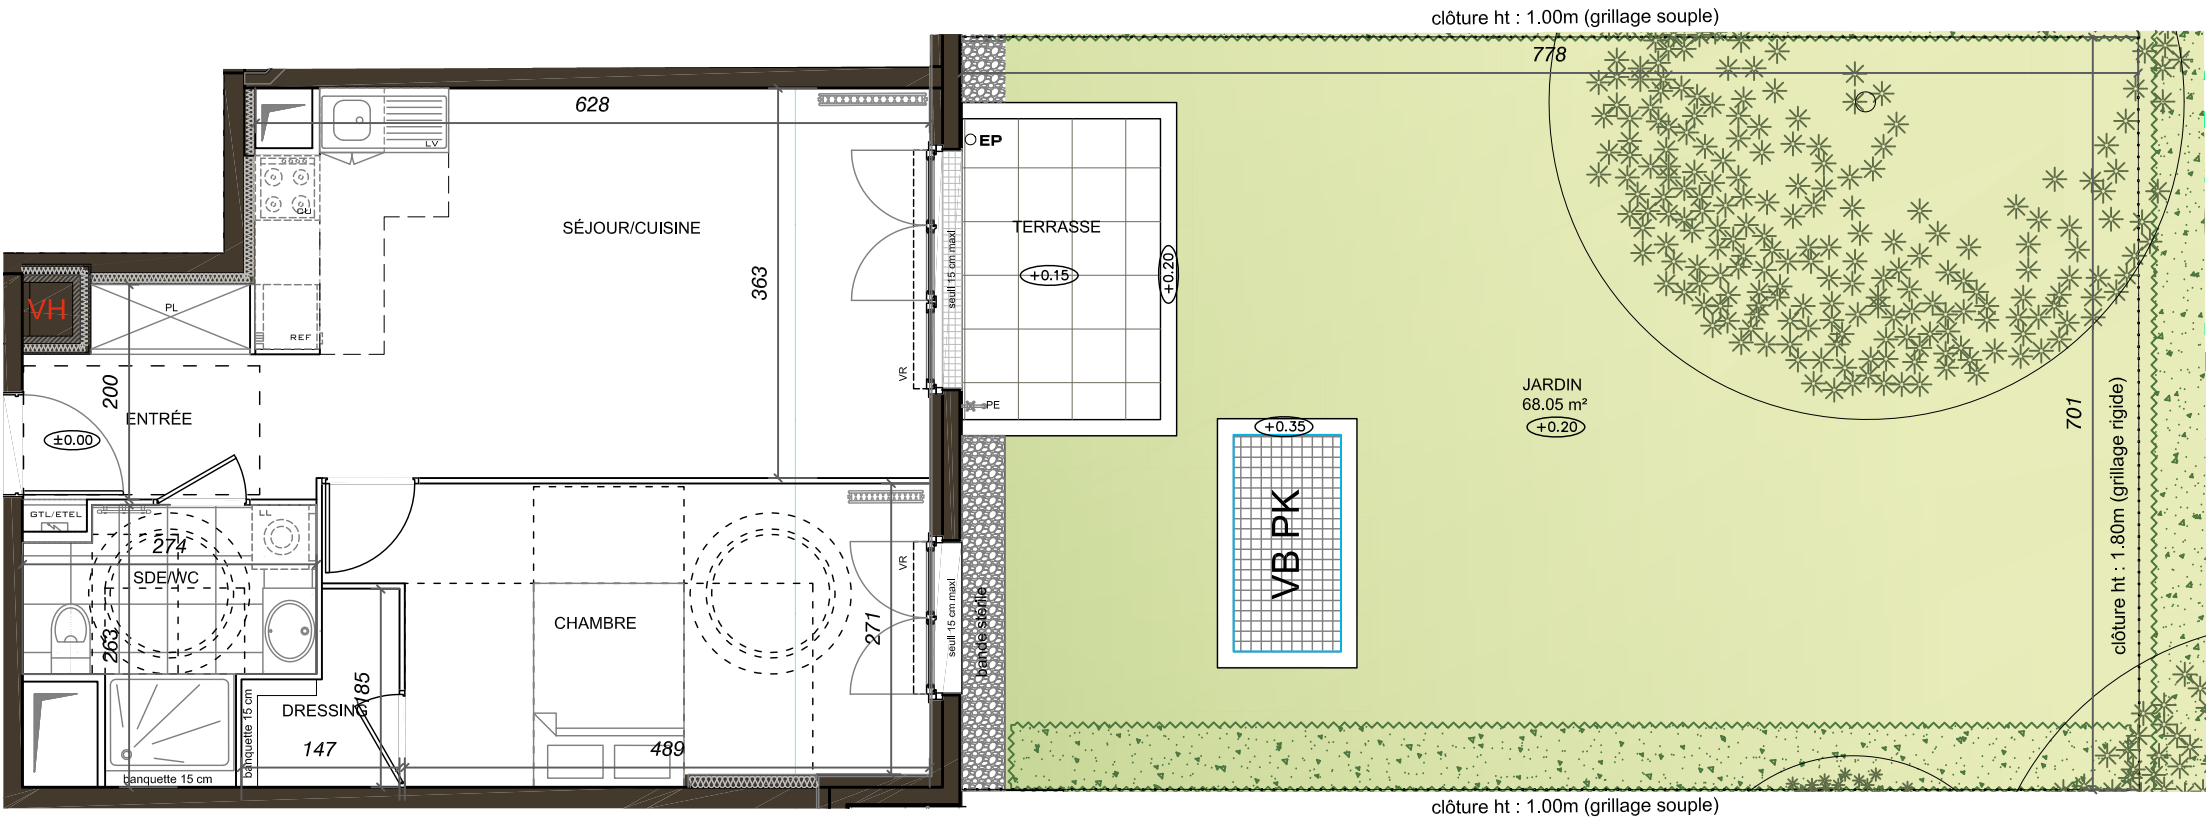 clôture ht : 1.00m (grillage souple)
778
628
LV
EP
CU
SÉJOUR/CUISINE
TERRASSE
363
seuil 15 cm maxi
+0.15
+0.20
VH
PL
REF
VR
PE
200
ENTRÉE
±0.00
JARDIN
68.05 m²
+0.20
701
clôture ht : 1.80m (grillage rigide)
+0.35
VB PK
GTL/ETEL
LL
274
SDE/WC
263
CHAMBRE
271
VR
seuil 15 cm maxi
bande stérile
185
DRESSING
147
489
banquette 15 cm
banquette 15 cm
clôture ht : 1.00m (grillage souple)